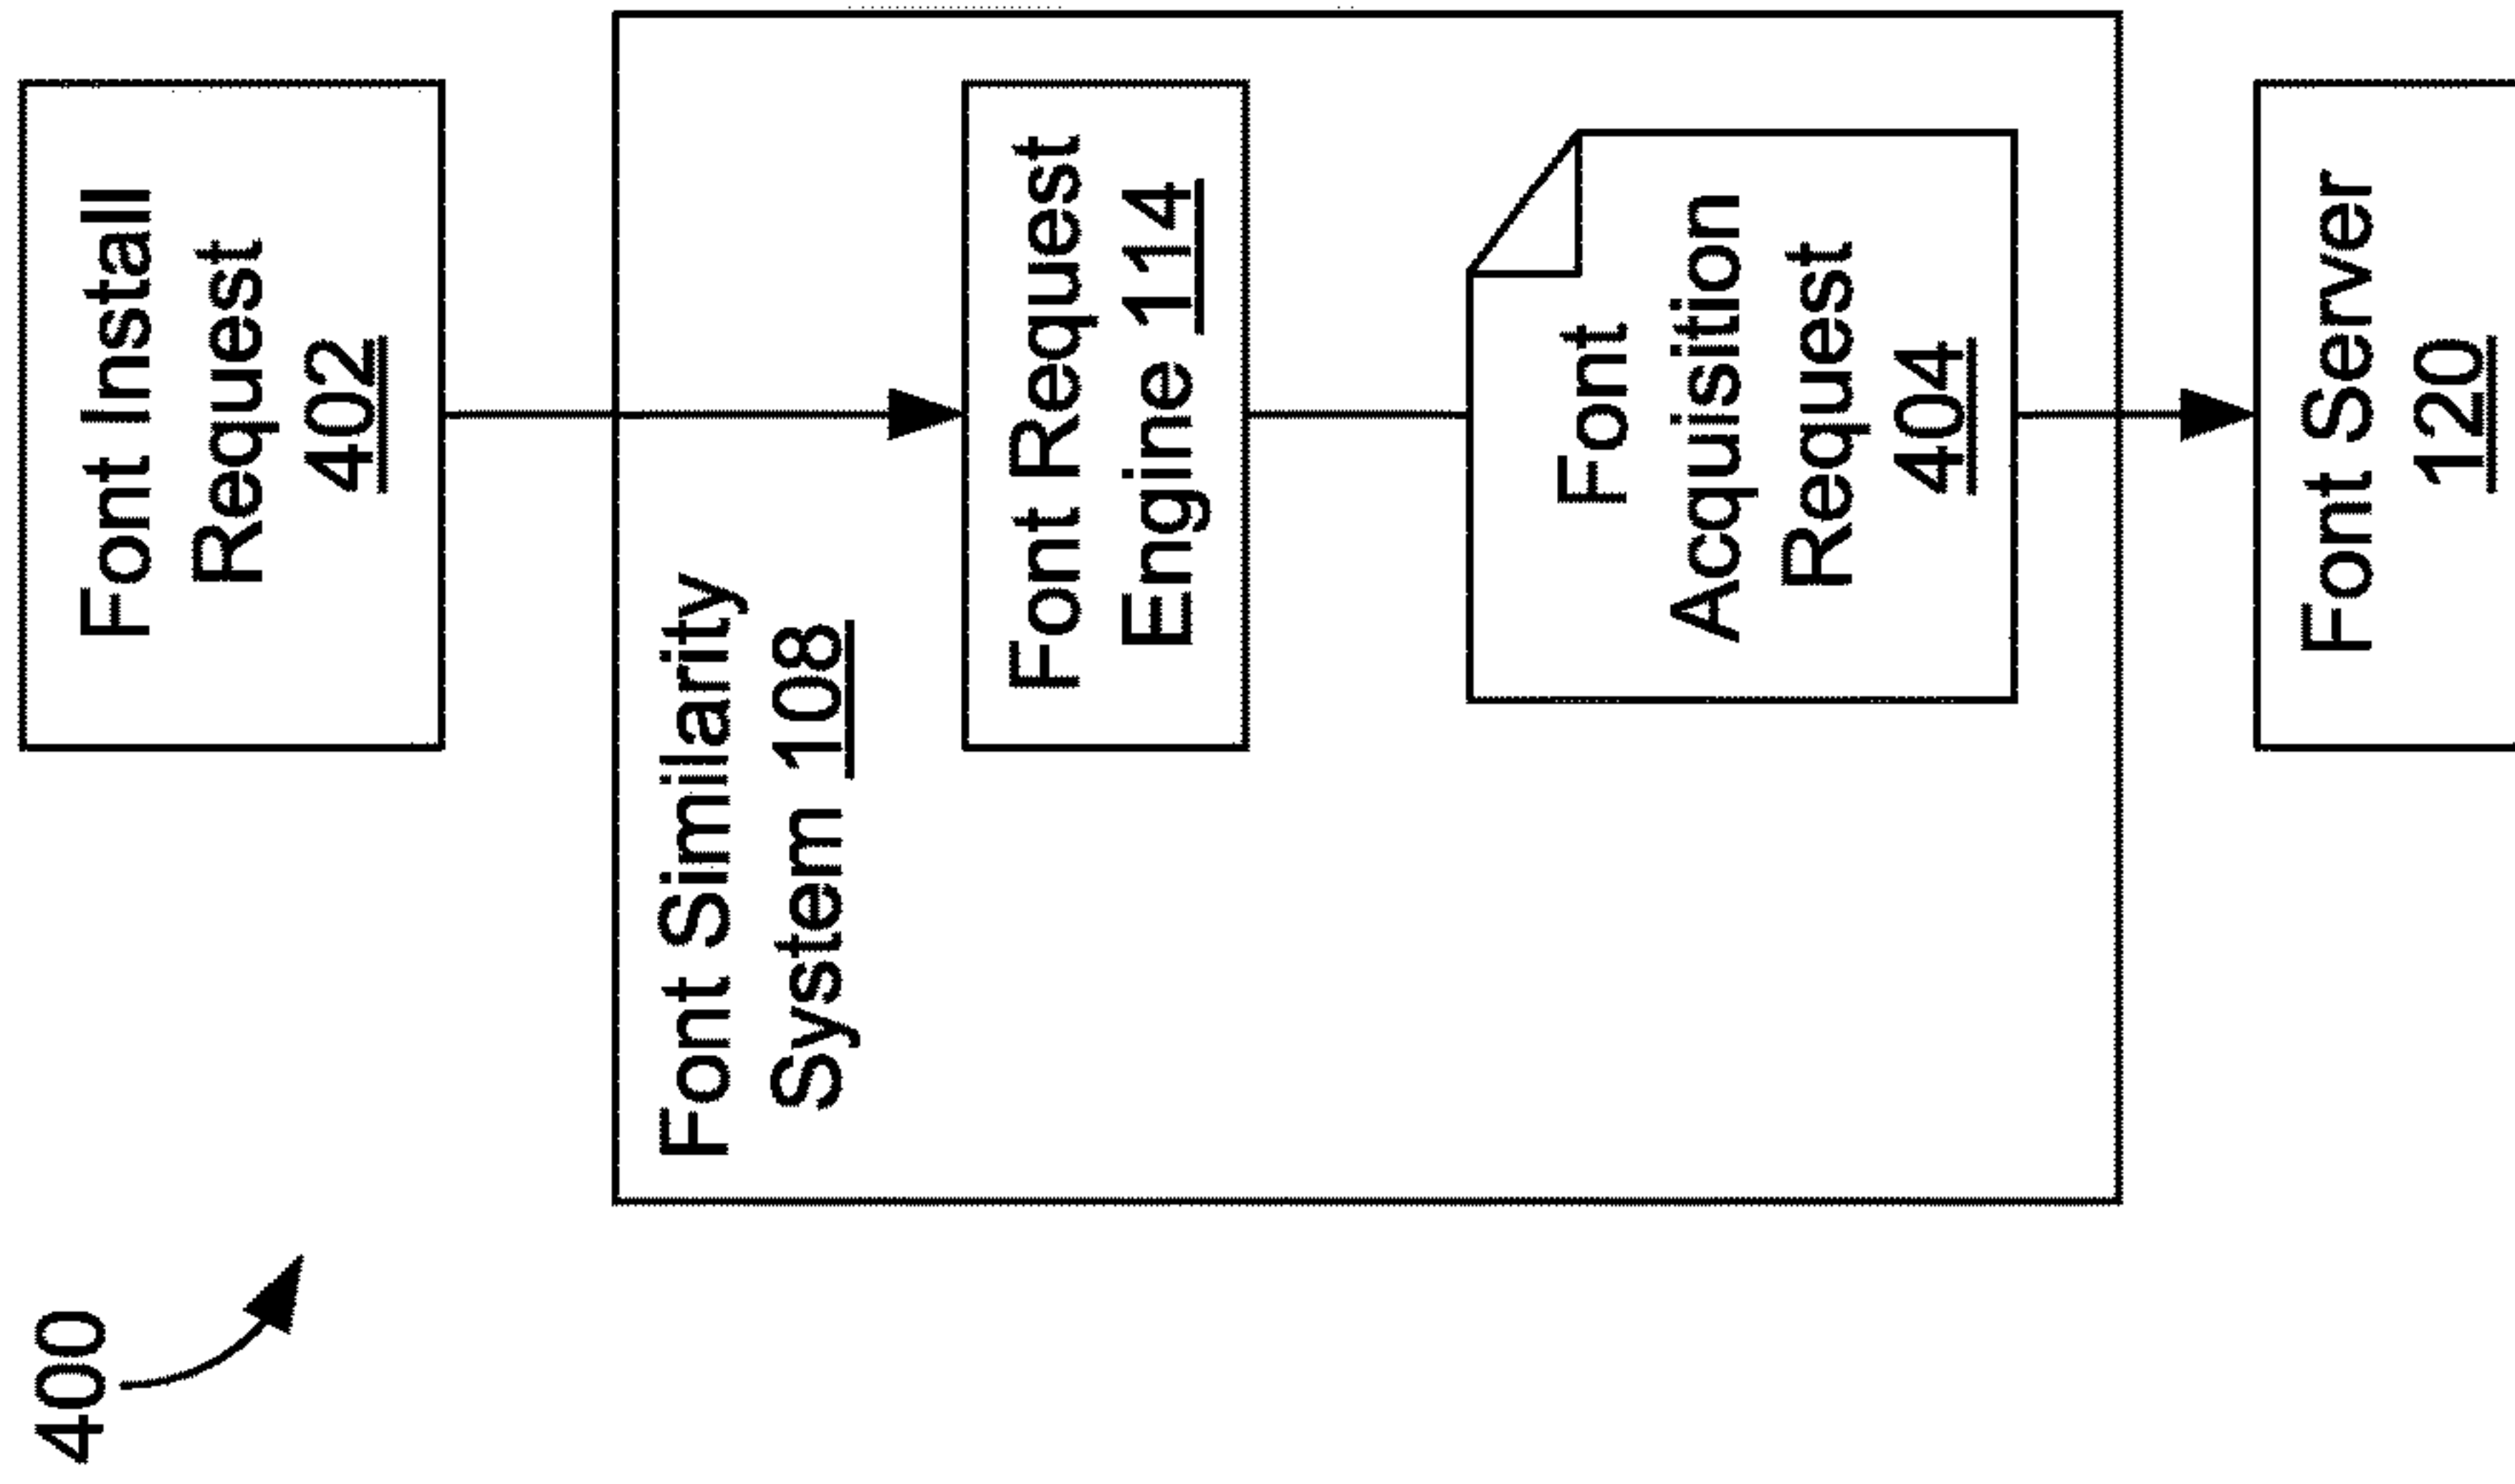 400
Font Install
Request
402
Font Similarity
System 108
Font Request
Engine 114
Font
Acquisition
Request
404
Font Server
120